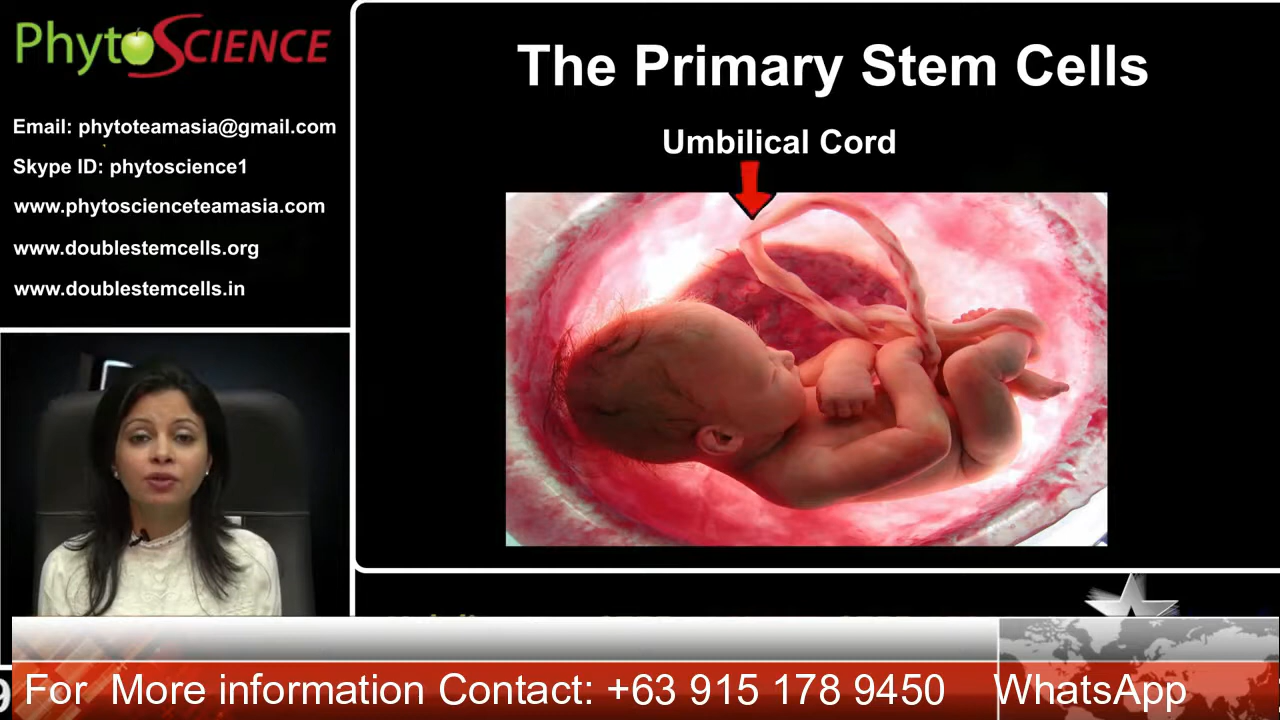 PhytoSCIENCE
Email: phytoteamasia@gmail.com
Skype ID: phytoscience1
www.phytoscienceteamasia.com
www.doublestemcells.org
www.doublestemcells.in
The Primary Stem Cells
Umbilical Cord
9 For More information Contact: +63 915 178 9450 WhatsApp